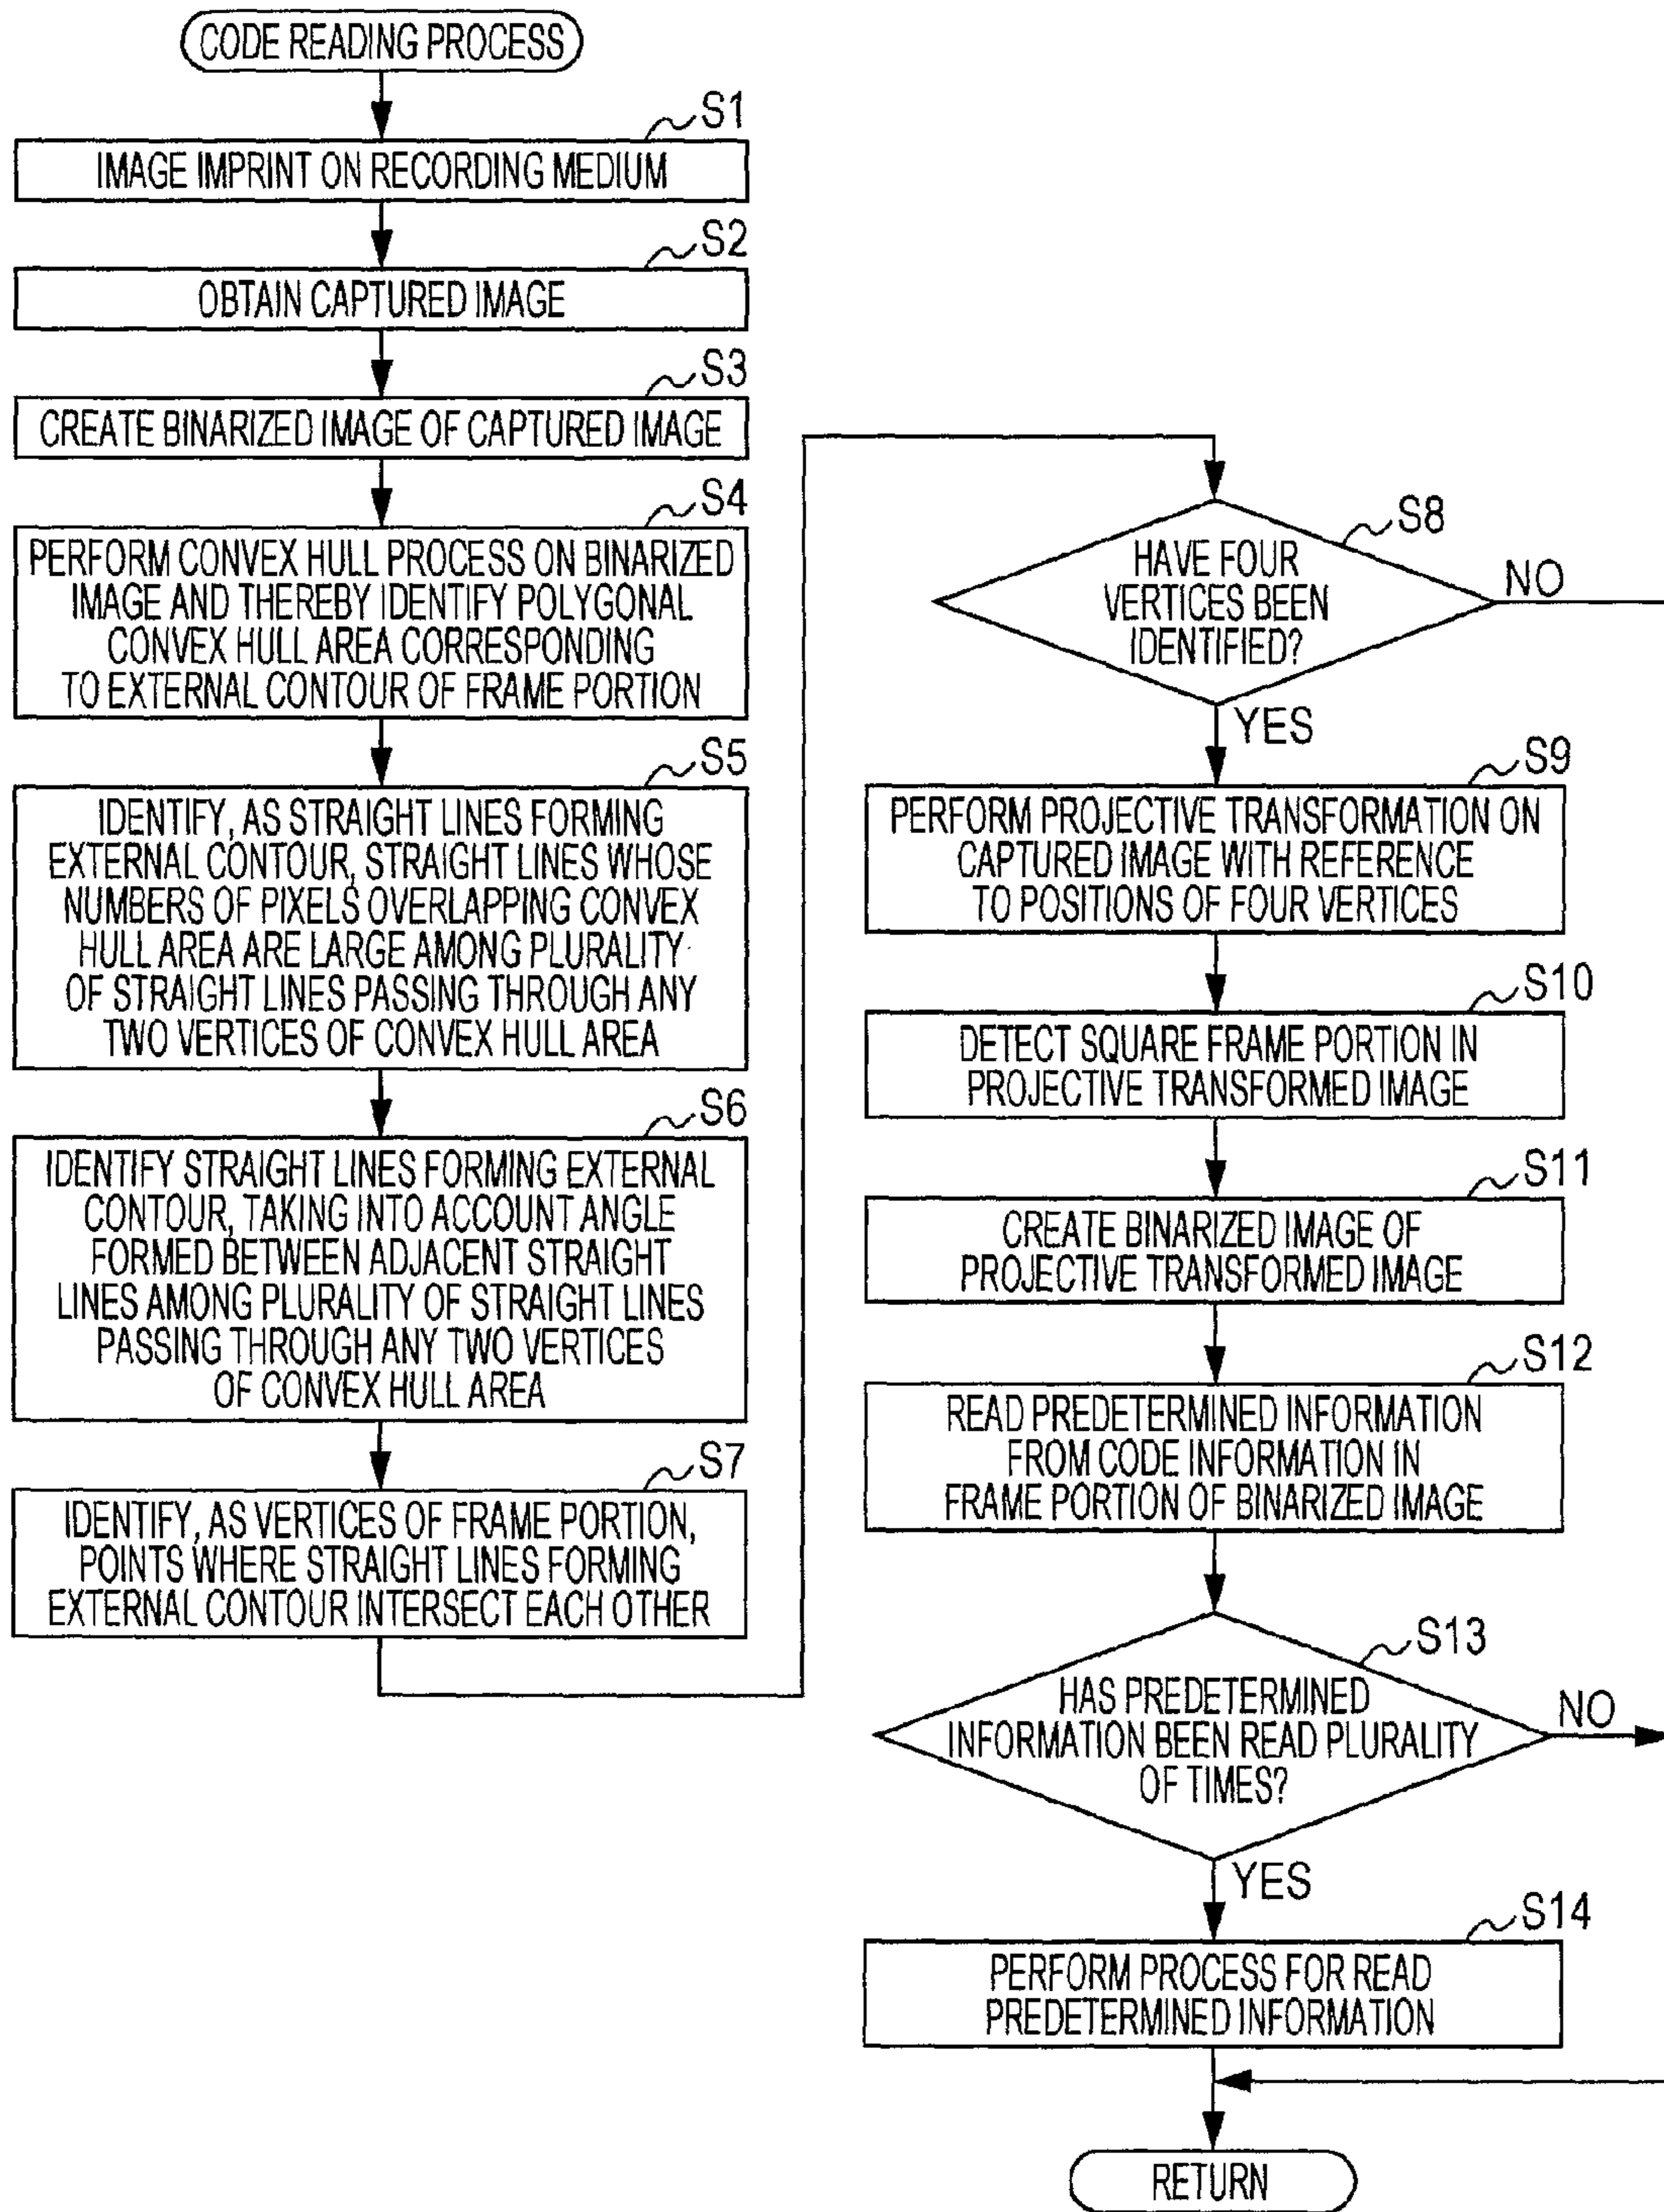 CODE READING PROCESS
S1
IMAGE IMPRINT ON RECORDING MEDIUM
S2
OBTAIN CAPTURED IMAGE
S3
CREATE BINARIZED IMAGE OF CAPTURED IMAGE
S4
PERFORM CONVEX HULL PROCESS ON BINARIZED
IMAGE AND THEREBY IDENTIFY POLYGONAL
CONVEX HULL AREA CORRESPONDING
TO EXTERNAL CONTOUR OF FRAME PORTION
S5
IDENTIFY, AS STRAIGHT LINES FORMING
EXTERNAL CONTOUR, STRAIGHT LINES WHOSE
NUMBERS OF PIXELS OVERLAPPING CONVEX
HULL AREA ARE LARGE AMONG PLURALITY
OF STRAIGHT LINES PASSING THROUGH ANY
TWO VERTICES OF CONVEX HULL AREA
S6
IDENTIFY STRAIGHT LINES FORMING EXTERNAL
CONTOUR, TAKING INTO ACCOUNT ANGLE
FORMED BETWEEN ADJACENT STRAIGHT
LINES AMONG PLURALITY OF STRAIGHT LINES
PASSING THROUGH ANY TWO VERTICES
OF CONVEX HULL AREA
S7
IDENTIFY, AS VERTICES OF FRAME PORTION,
POINTS WHERE STRAIGHT LINES FORMING
EXTERNAL CONTOUR INTERSECT EACH OTHER
S8
HAVE FOUR
VERTICES BEEN
IDENTIFIED?
NO
YES
S9
PERFORM PROJECTIVE TRANSFORMATION ON
CAPTURED IMAGE WITH REFERENCE
TO POSITIONS OF FOUR VERTICES
S10
DETECT SQUARE FRAME PORTION IN
PROJECTIVE TRANSFORMED IMAGE
S11
CREATE BINARIZED IMAGE OF
PROJECTIVE TRANSFORMED IMAGE
S12
READ PREDETERMINED INFORMATION
FROM CODE INFORMATION IN
FRAME PORTION OF BINARIZED IMAGE
S13
HAS PREDETERMINED
INFORMATION BEEN READ PLURALITY
OF TIMES?
NO
YES
S14
PERFORM PROCESS FOR READ
PREDETERMINED INFORMATION
RETURN